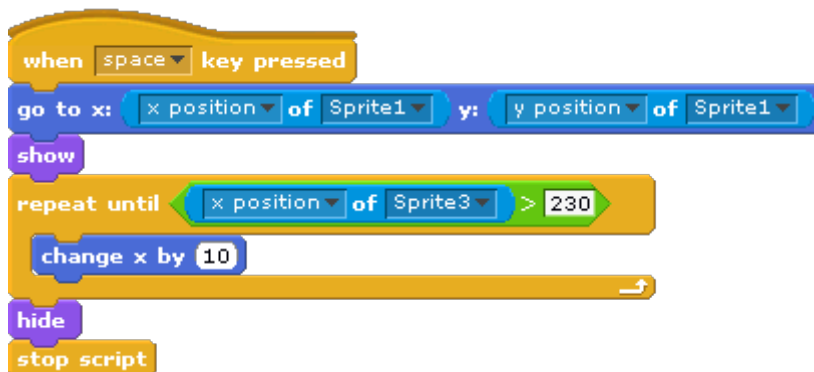 when space key pressed
go to x: x position of Sprite1 y: y position of Sprite1
show
repeat until x position of Sprite3 > 230
change x by 10
hide
stop script